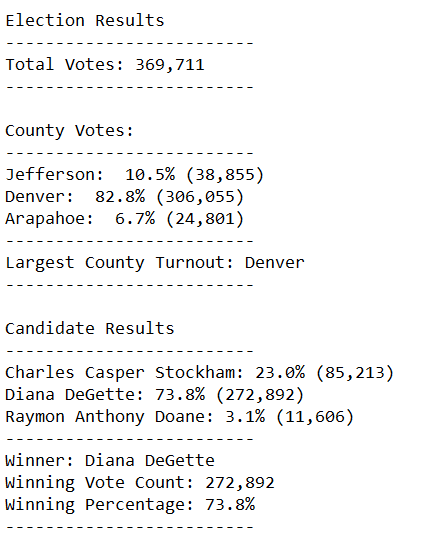 Election Results
-------------------------
Total Votes: 369,711
-------------------------
County Votes:
-------------------------
Jefferson:  10.5% (38,855)
Denver:  82.8% (306,055)
Arapahoe:  6.7% (24,801)
-------------------------
Largest County Turnout: Denver
-------------------------
Candidate Results
-------------------------
Charles Casper Stockham: 23.0% (85,213)
Diana DeGette: 73.8% (272,892)
Raymon Anthony Doane: 3.1% (11,606)
-------------------------
Winner: Diana DeGette
Winning Vote Count: 272,892
Winning Percentage: 73.8%
-------------------------